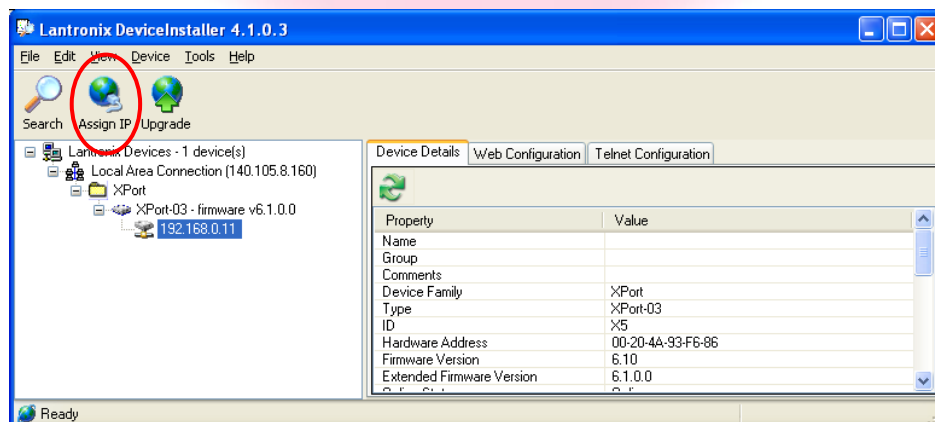 Lantronix DeviceInstaller 4.1.0.3
File Edit View Device Tools Help
Search Assign IP Upgrade
Lantronix Devices - 1 device(s)
Local Area Connection (140.105.8.160)
XPort
XPort-03 - firmware v6.1.0.0
192.168.0.11
Device Details Web Configuration Telnet Configuration
Property Value
Name
Group
Comments
Device Family XPort
Type XPort-03
ID X5
Hardware Address 00-20-4A-93-F6-86
Firmware Version 6.10
Extended Firmware Version 6.1.0.0
Ready